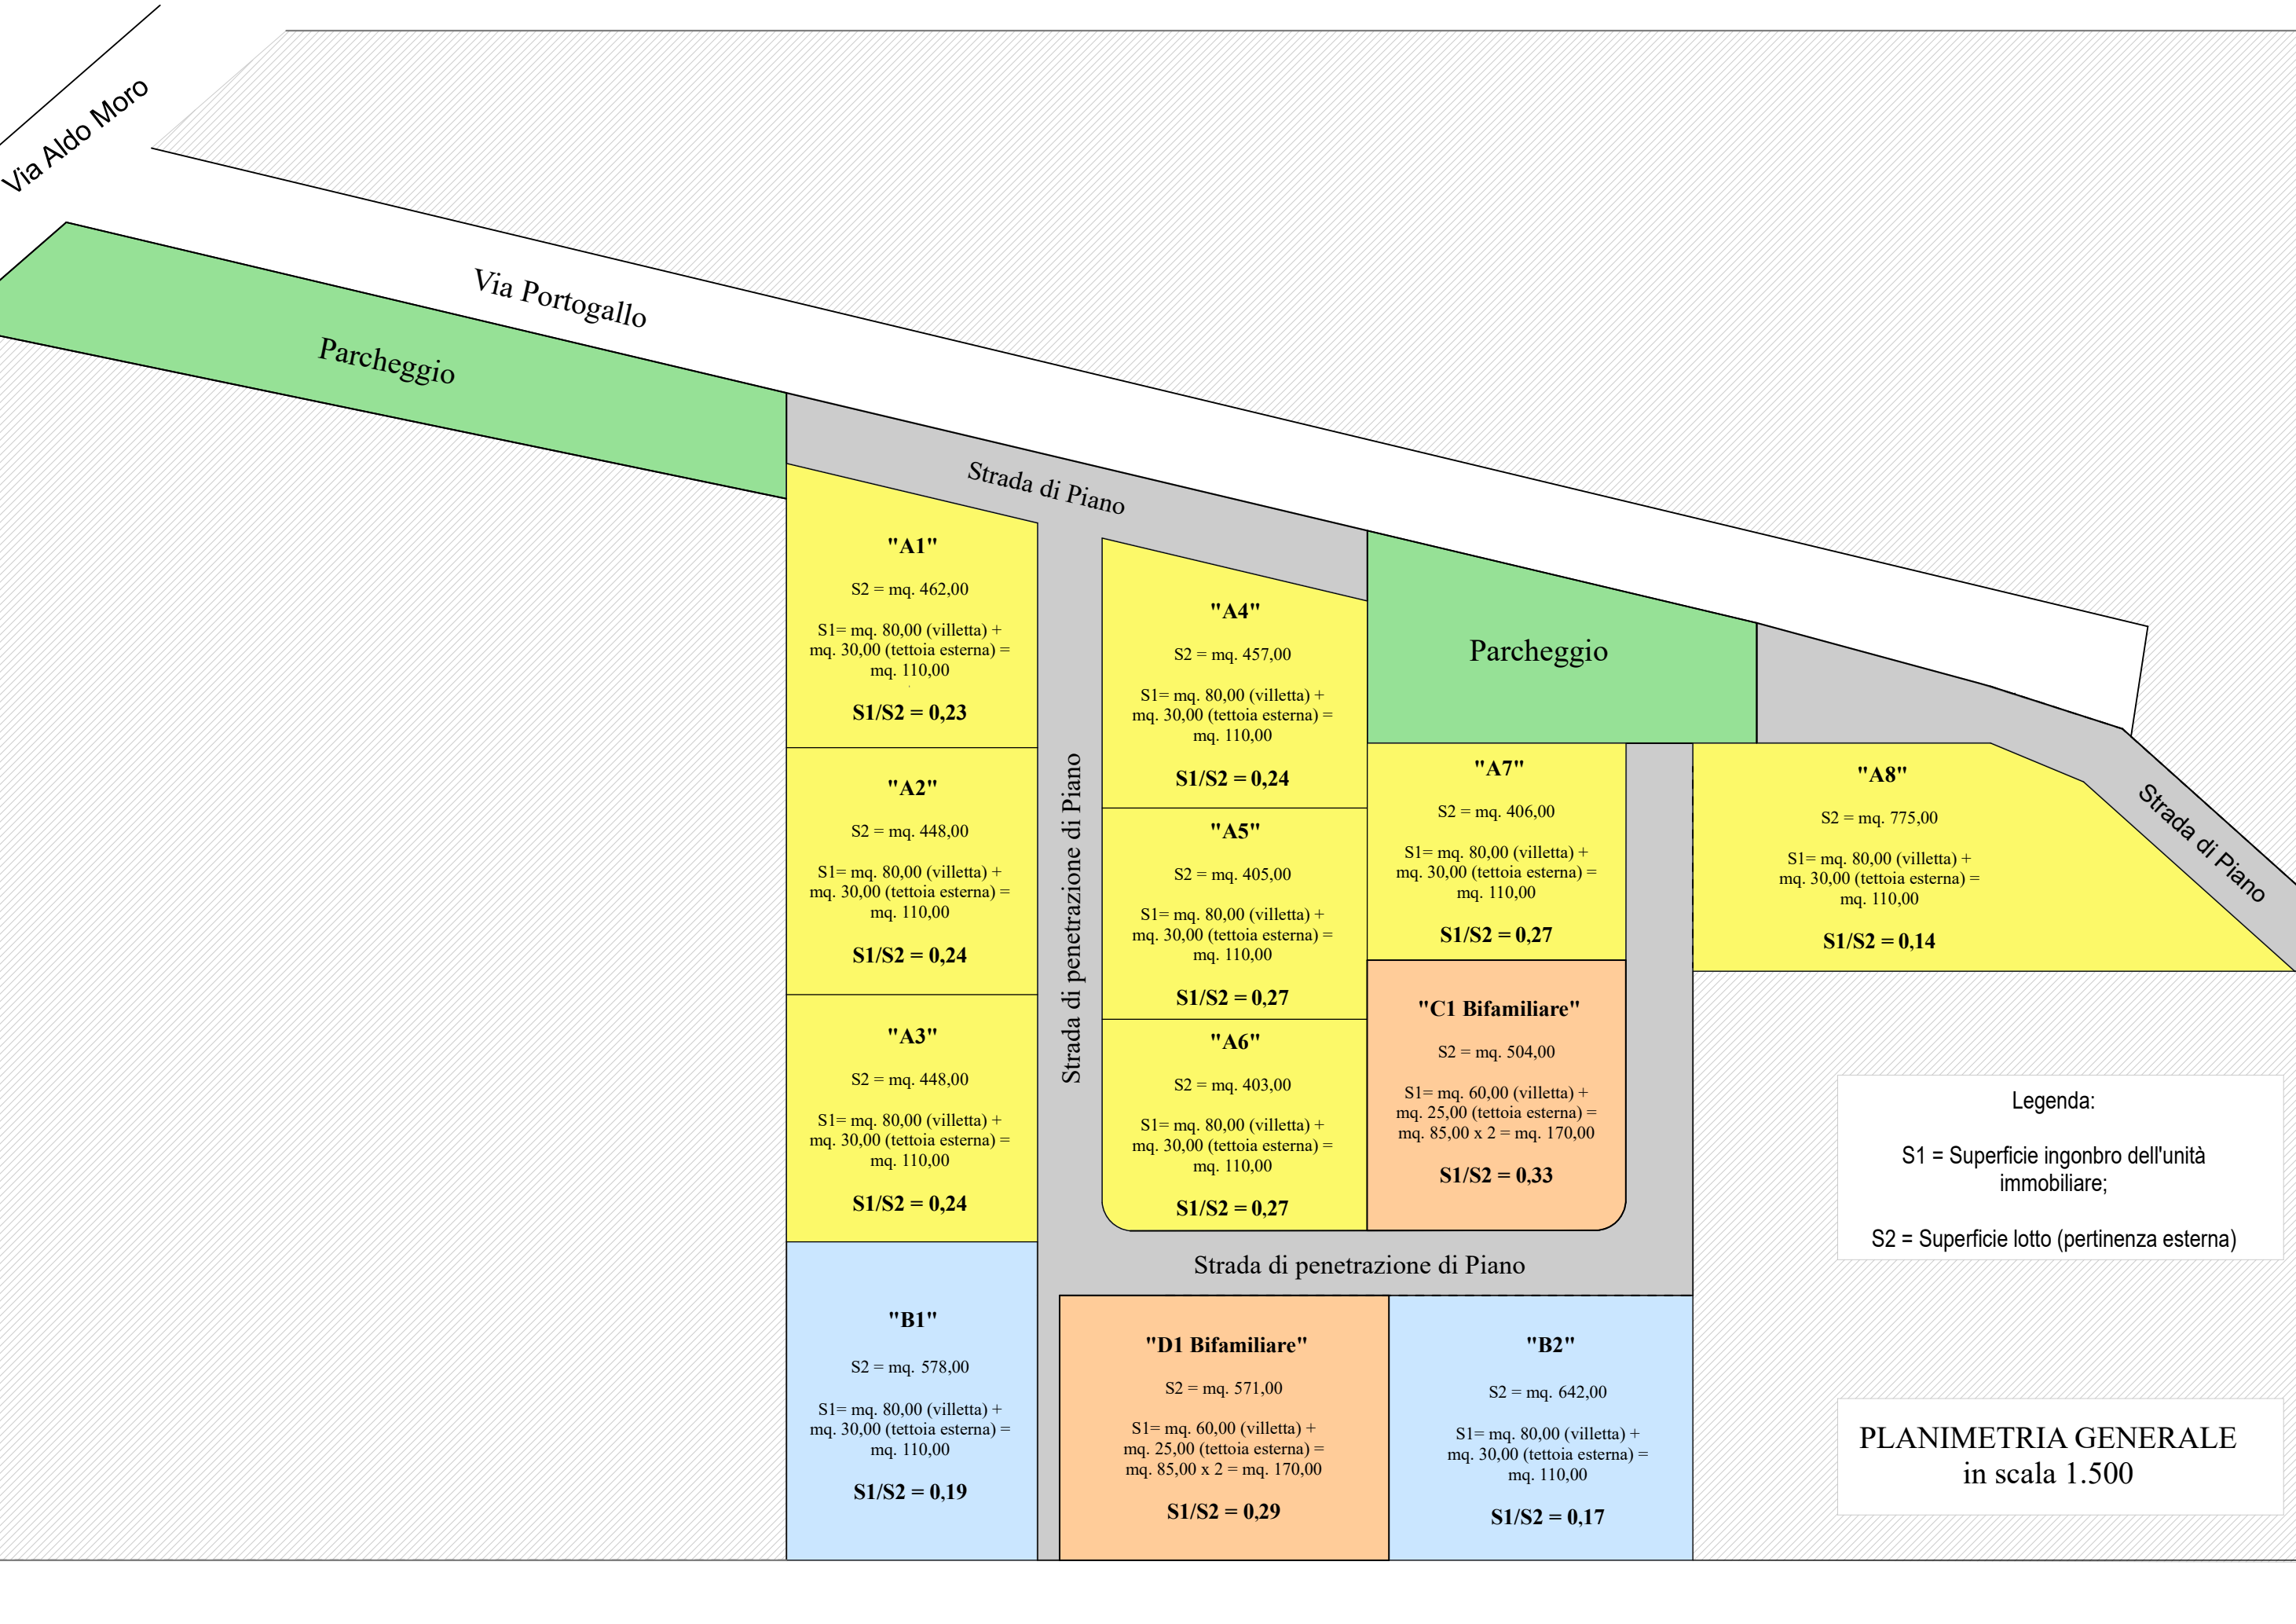 Via Aldo Moro
Via Portogallo
Parcheggio
Strada di Piano
"A1"
S2 = mq. 462,00
S1= mq. 80,00 (villetta) +
mq. 30,00 (tettoia esterna) =
mq. 110,00
S1/S2 = 0,23
"A2"
S2 = mq. 448,00
S1= mq. 80,00 (villetta) +
mq. 30,00 (tettoia esterna) =
mq. 110,00
S1/S2 = 0,24
"A3"
S2 = mq. 448,00
S1= mq. 80,00 (villetta) +
mq. 30,00 (tettoia esterna) =
mq. 110,00
S1/S2 = 0,24
"B1"
S2 = mq. 578,00
S1= mq. 80,00 (villetta) +
mq. 30,00 (tettoia esterna) =
mq. 110,00
S1/S2 = 0,19
Strada di penetrazione di Piano
"A4"
S2 = mq. 457,00
S1= mq. 80,00 (villetta) +
mq. 30,00 (tettoia esterna) =
mq. 110,00
S1/S2 = 0,24
"A5"
S2 = mq. 405,00
S1= mq. 80,00 (villetta) +
mq. 30,00 (tettoia esterna) =
mq. 110,00
S1/S2 = 0,27
"A6"
S2 = mq. 403,00
S1= mq. 80,00 (villetta) +
mq. 30,00 (tettoia esterna) =
mq. 110,00
S1/S2 = 0,27
Parcheggio
"A7"
S2 = mq. 406,00
S1= mq. 80,00 (villetta) +
mq. 30,00 (tettoia esterna) =
mq. 110,00
S1/S2 = 0,27
"C1 Bifamiliare"
S2 = mq. 504,00
S1= mq. 60,00 (villetta) +
mq. 25,00 (tettoia esterna) =
mq. 85,00 x 2 = mq. 170,00
S1/S2 = 0,33
"A8"
S2 = mq. 775,00
S1= mq. 80,00 (villetta) +
mq. 30,00 (tettoia esterna) =
mq. 110,00
S1/S2 = 0,14
Strada di Piano
Strada di penetrazione di Piano
"D1 Bifamiliare"
S2 = mq. 571,00
S1= mq. 60,00 (villetta) +
mq. 25,00 (tettoia esterna) =
mq. 85,00 x 2 = mq. 170,00
S1/S2 = 0,29
"B2"
S2 = mq. 642,00
S1= mq. 80,00 (villetta) +
mq. 30,00 (tettoia esterna) =
mq. 110,00
S1/S2 = 0,17
Legenda:
S1 = Superficie ingonbro dell'unità
immobiliare;
S2 = Superficie lotto (pertinenza esterna)
PLANIMETRIA GENERALE
in scala 1.500